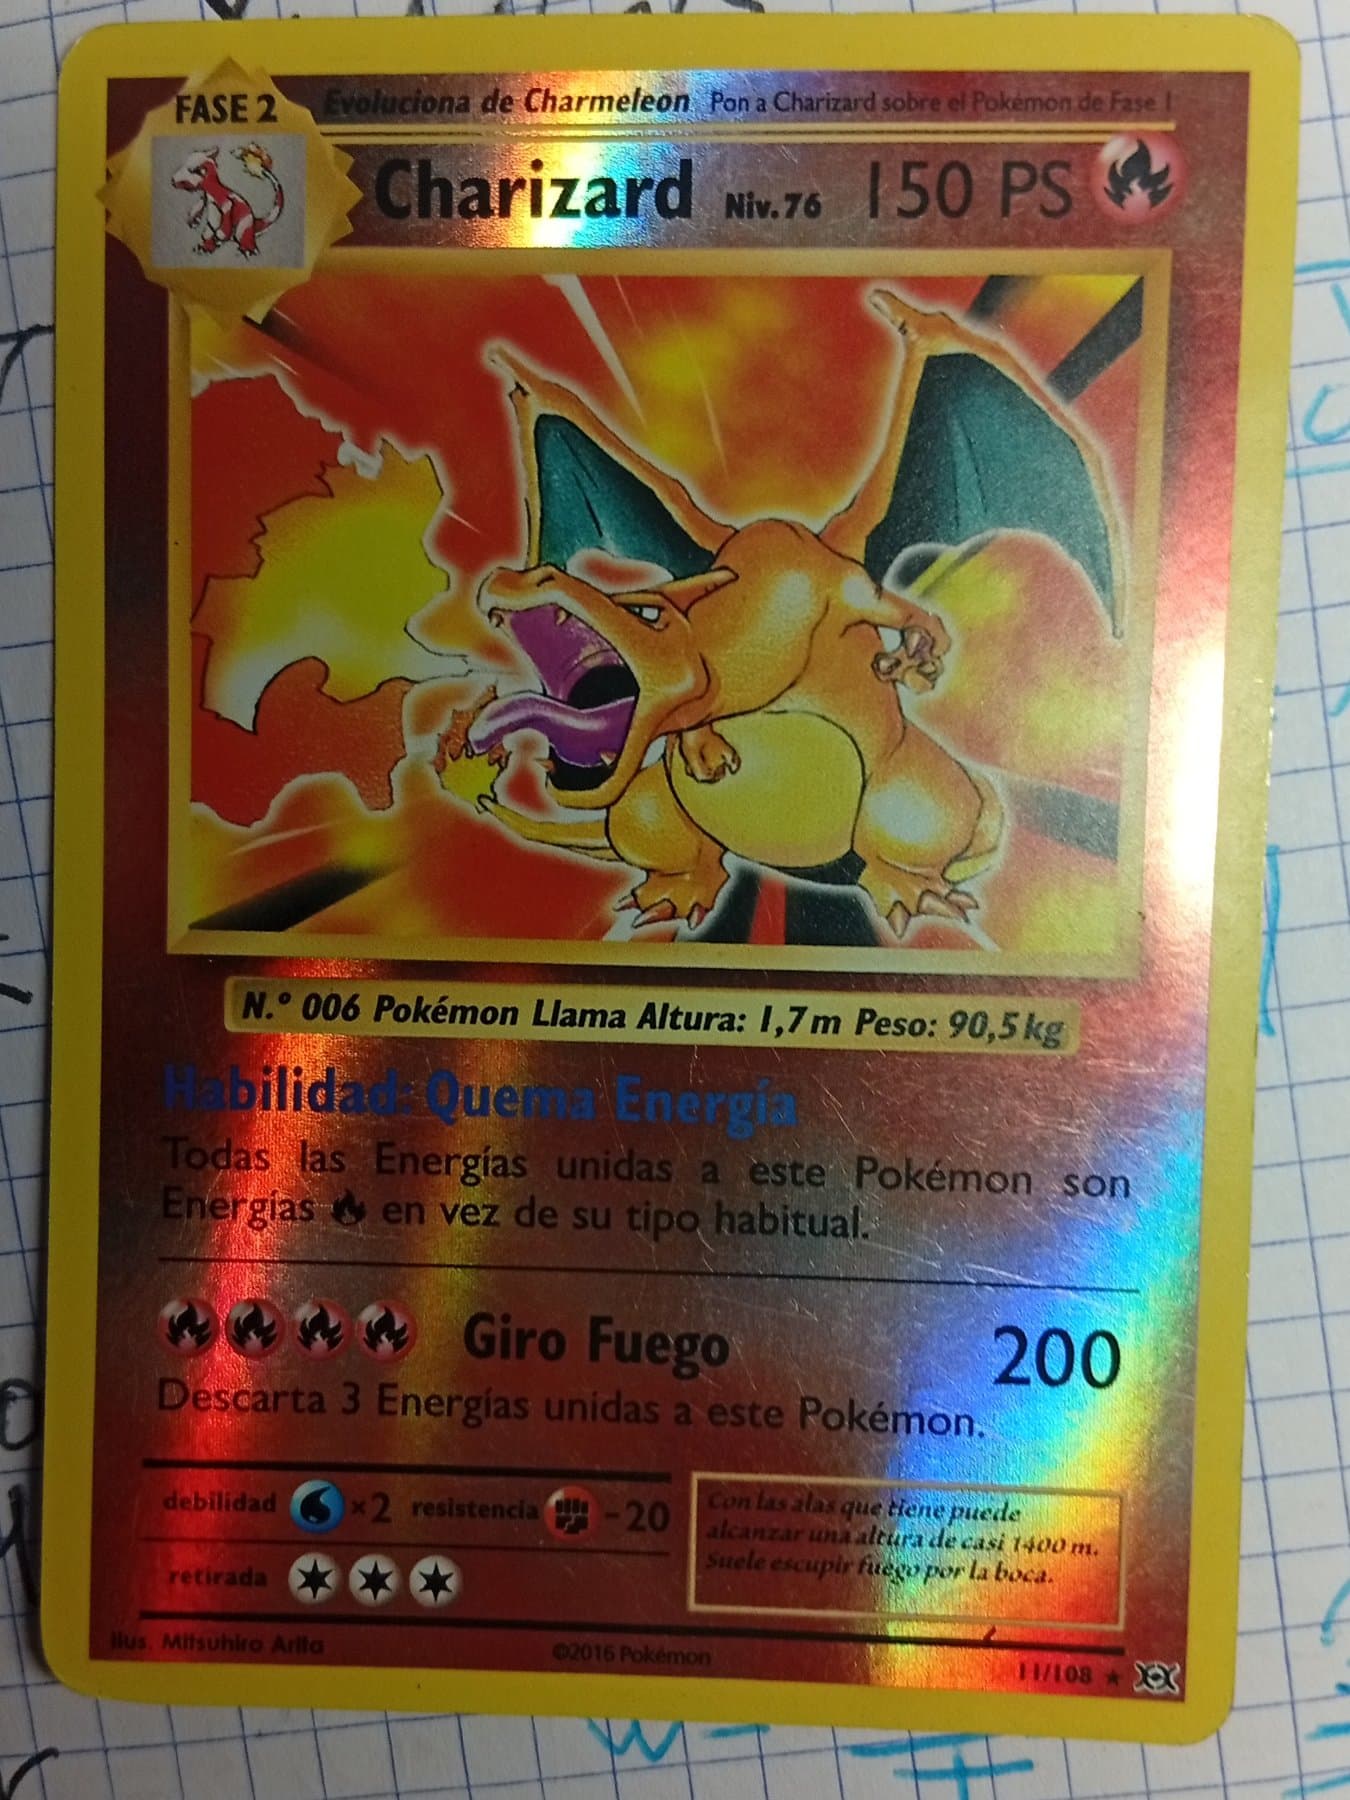 FASE 2
Evoluciona de Charmeleon Pon a Charizard sobre el Pokémon de Fase 1
Charizard Niv.76 150 PS
N.º 006 Pokémon Llama Altura: 1,7 m Peso: 90,5 kg
Habilidad: Quema Energía
Todas las Energías unidas a este Pokémon son
Energías en vez de su tipo habitual.
Giro Fuego 200
Descarta 3 Energías unidas a este Pokémon.
debilidad ×2 resistencia -20
retirada
Con las alas que tiene puede
alcanzar una altura de casi 1400 m.
Suele escupir fuego por la boca.
Ilus. Mitsuhiro Arita
©2016 Pokémon
11/108